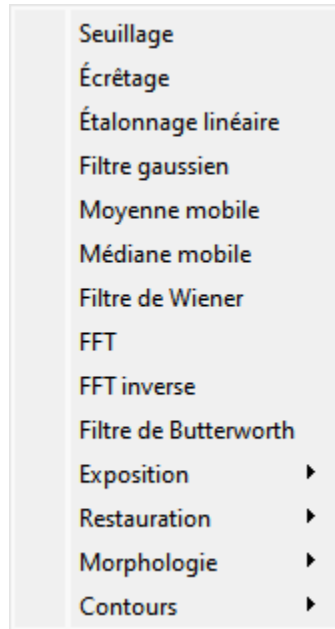 Seuillage
Écrêtage
Étalonnage linéaire
Filtre gaussien
Moyenne mobile
Médiane mobile
Filtre de Wiener
FFT
FFT inverse
Filtre de Butterworth
Exposition
Restauration
Morphologie
Contours